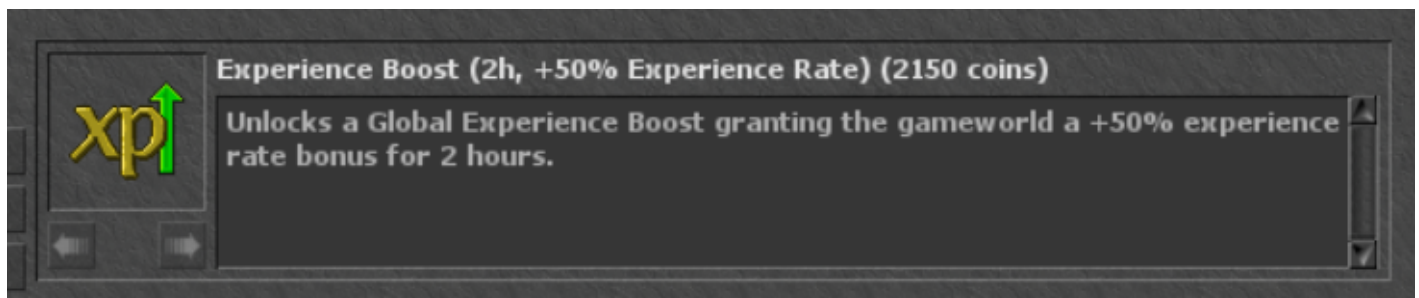 Experience Boost (2h, +50% Experience Rate) (2150 coins)
xp
Unlocks a Global Experience Boost granting the gameworld a +50% experience
rate bonus for 2 hours.